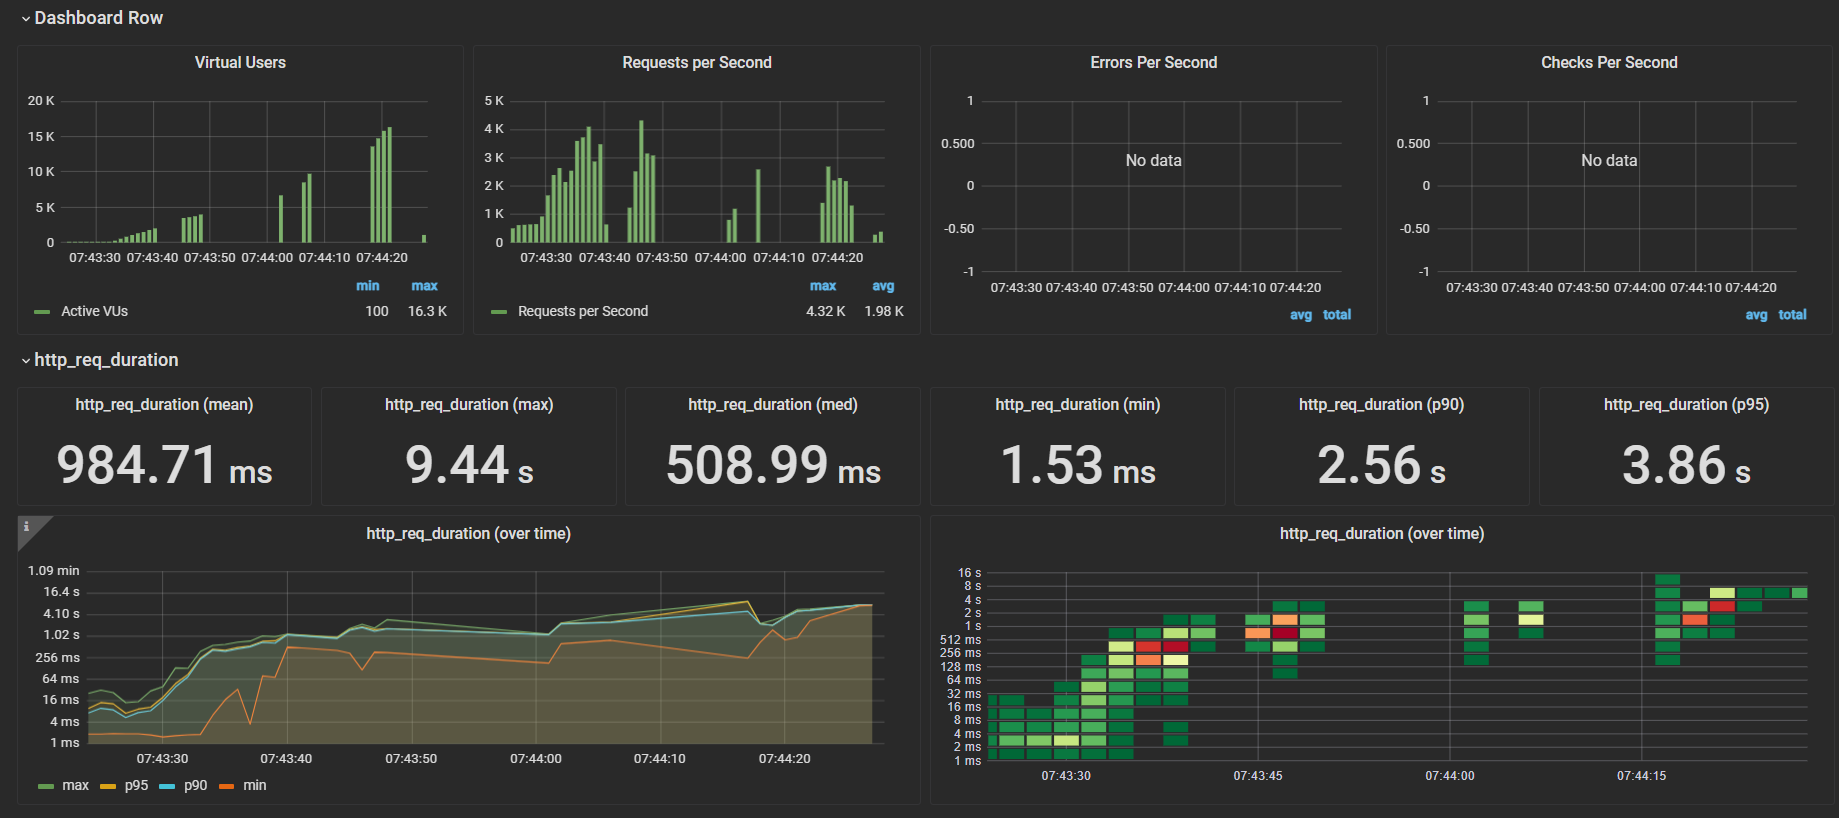 Dashboard Row
Virtual Users
20 K
15 K
10 K
5 K
0
07:43:30 07:43:40 07:43:50 07:44:00 07:44:10 07:44:20
min max
Active VUs 100 16.3 K
Requests per Second
5 K
4 K
3 K
2 K
1 K
0
07:43:30 07:43:40 07:43:50 07:44:00 07:44:10 07:44:20
max avg
Requests per Second 4.32 K 1.98 K
Errors Per Second
1
0.500
0
-0.50
-1
No data
07:43:30 07:43:40 07:43:50 07:44:00 07:44:10 07:44:20
avg total
Checks Per Second
1
0.500
0
-0.50
-1
No data
07:43:30 07:43:40 07:43:50 07:44:00 07:44:10 07:44:20
avg total
http_req_duration
http_req_duration (mean)
984.71 ms
http_req_duration (max)
9.44 s
http_req_duration (med)
508.99 ms
http_req_duration (min)
1.53 ms
http_req_duration (p90)
2.56 s
http_req_duration (p95)
3.86 s
i
http_req_duration (over time)
1.09 min
16.4 s
4.10 s
1.02 s
256 ms
64 ms
16 ms
4 ms
1 ms
07:43:30 07:43:40 07:43:50 07:44:00 07:44:10 07:44:20
max p95 p90 min
http_req_duration (over time)
16 s
8 s
4 s
2 s
1 s
512 ms
256 ms
128 ms
64 ms
32 ms
16 ms
8 ms
4 ms
2 ms
1 ms
07:43:30 07:43:45 07:44:00 07:44:15